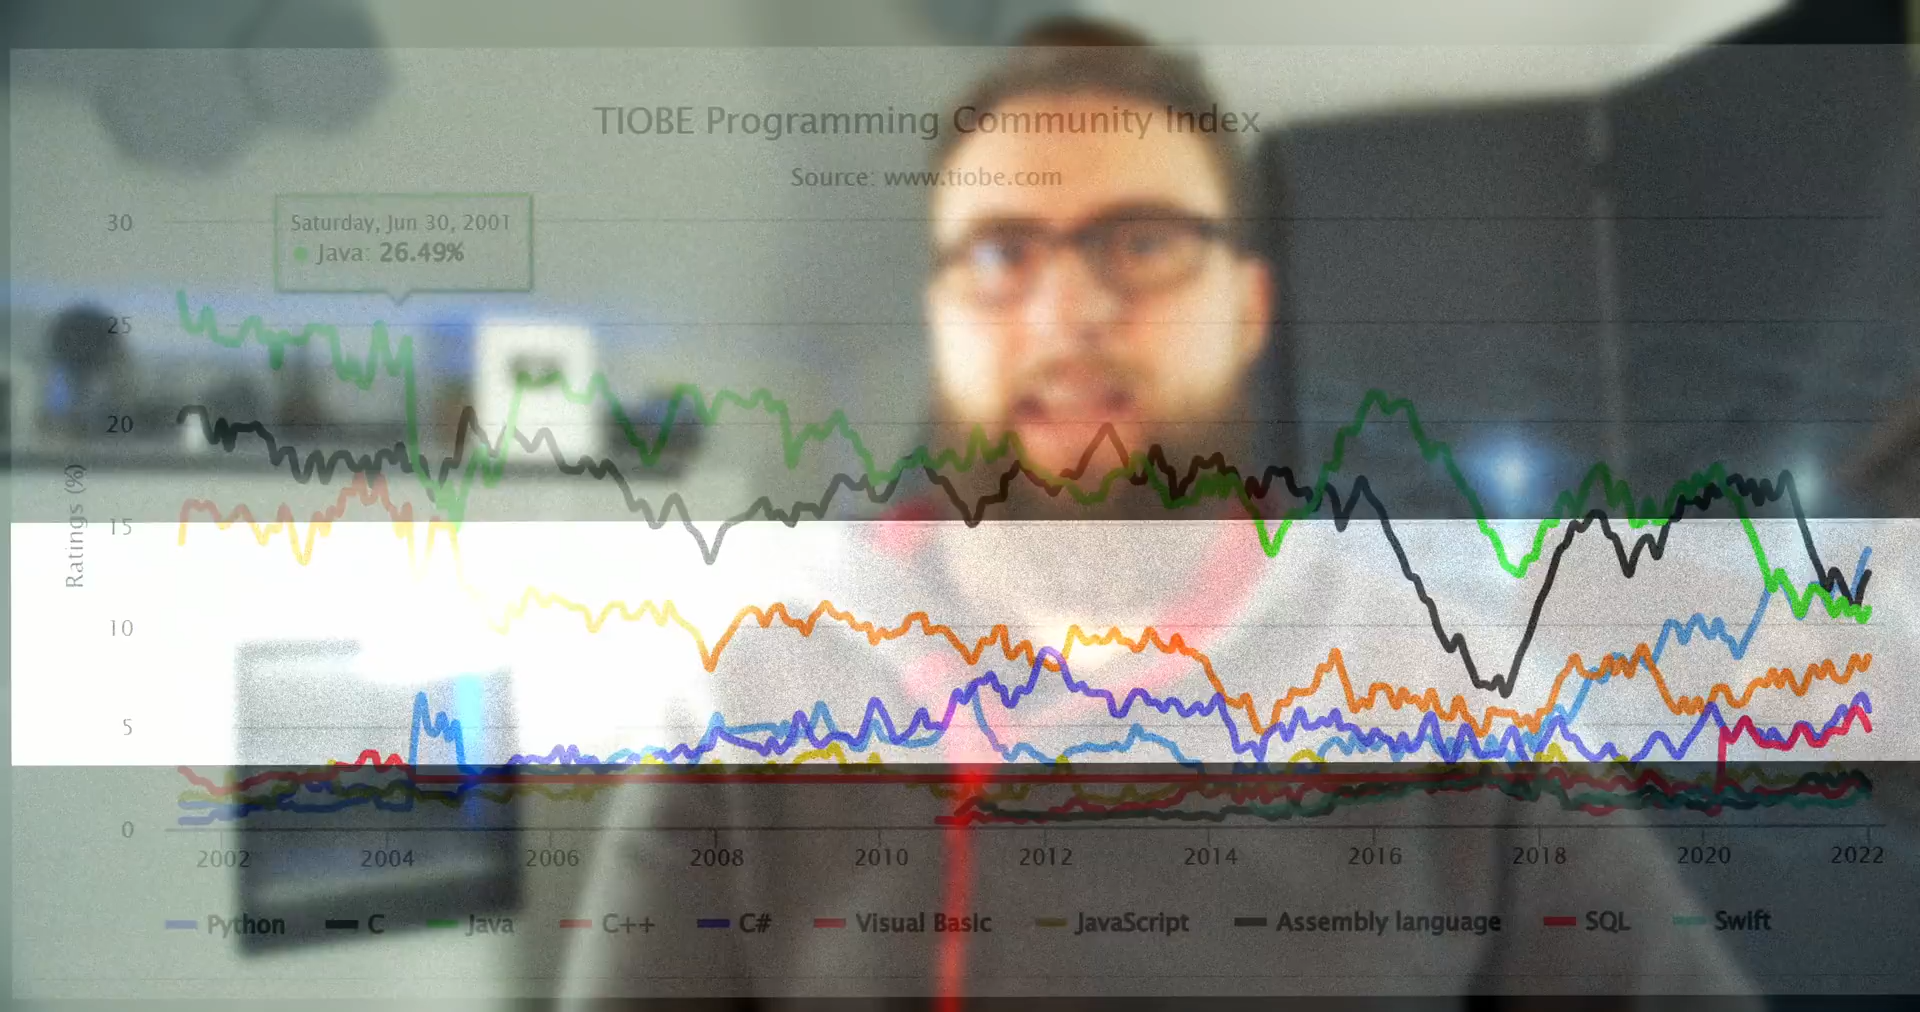 TIOBE Programming Community Index
Source: www.tiobe.com
Saturday, Jun 30, 2001
Java: 26.49%
Ratings (%)
30
25
20
15
10
5
0
2002 2004 2006 2008 2010 2012 2014 2016 2018 2020 2022
Python C Java C++ C# Visual Basic JavaScript Assembly language SQL Swift